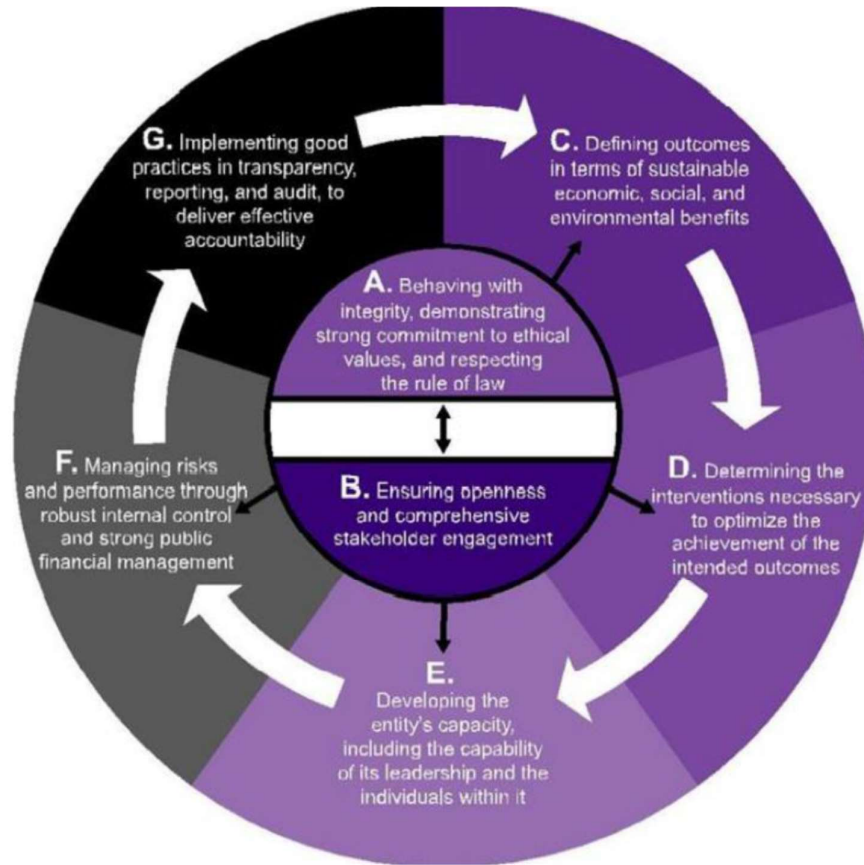 G. Implementing good
practices in transparency,
reporting, and audit, to
deliver effective
accountability
C. Defining outcomes
in terms of sustainable
economic, social, and
environmental benefits
A. Behaving with
integrity, demonstrating
strong commitment to ethical
values, and respecting
the rule of law
F. Managing risks
and performance through
robust internal control
and strong public
financial management
B. Ensuring openness
and comprehensive
stakeholder engagement
D. Determining the
interventions necessary
to optimize the
achievement of the
intended outcomes
E.
Developing the
entity's capacity,
including the capability
of its leadership and the
individuals within it